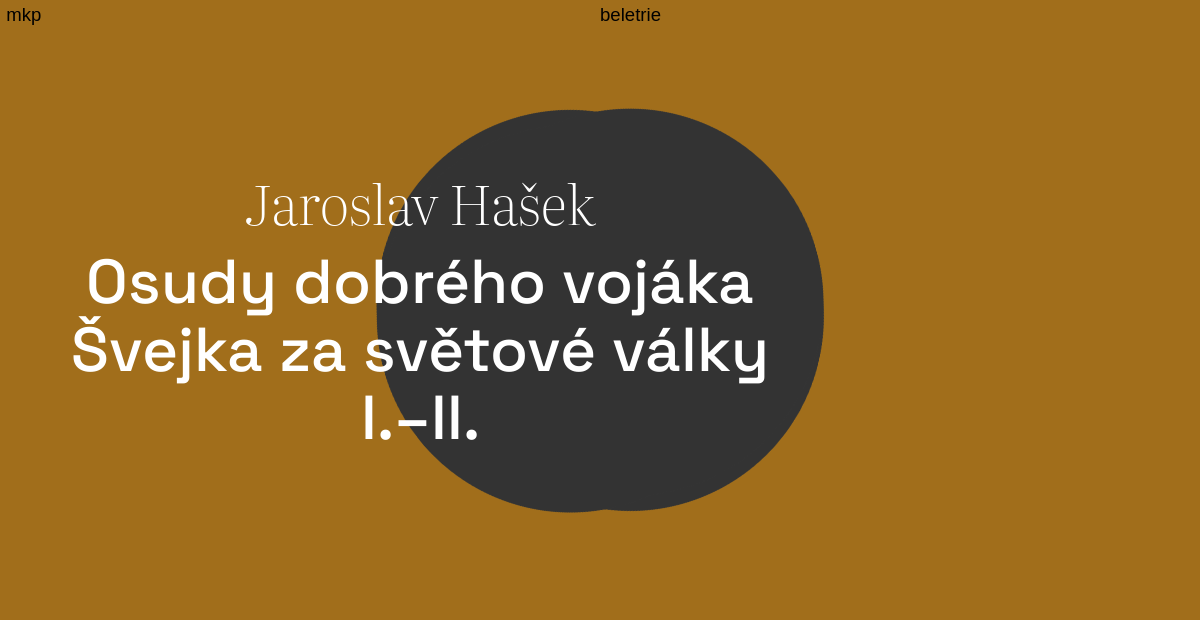 mkp
beletrie
Jaroslav Hašek
Osudy dobrého vojáka
Švejka za světové války
I.–II.